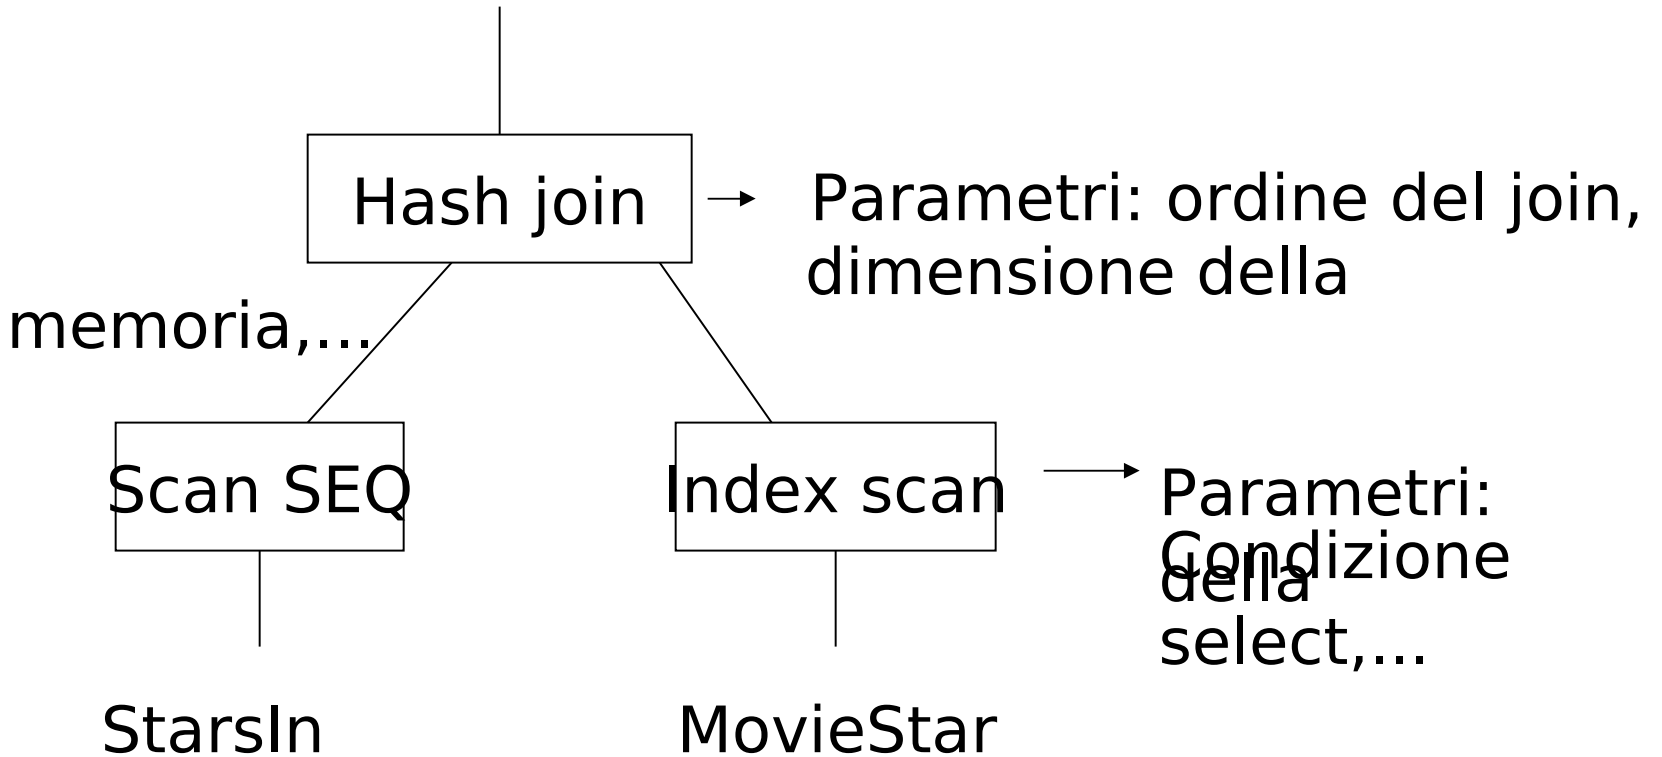 Hash join
Parametri: ordine del join,
dimensione della
memoria,...
Scan SEQ
Index scan
Parametri:
Condizione
della
select,...
StarsIn
MovieStar